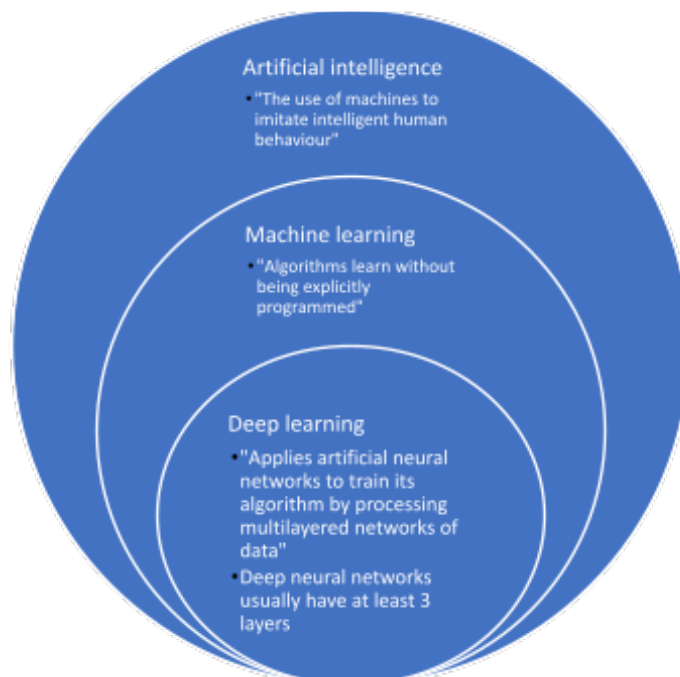 Artificial intelligence
•"The use of machines to
imitate intelligent human
behaviour"
Machine learning
•"Algorithms learn without
being explicitly
programmed"
Deep learning
•"Applies artificial neural
networks to train its
algorithm by processing
multilayered networks of
data"
•Deep neural networks
usually have at least 3
layers